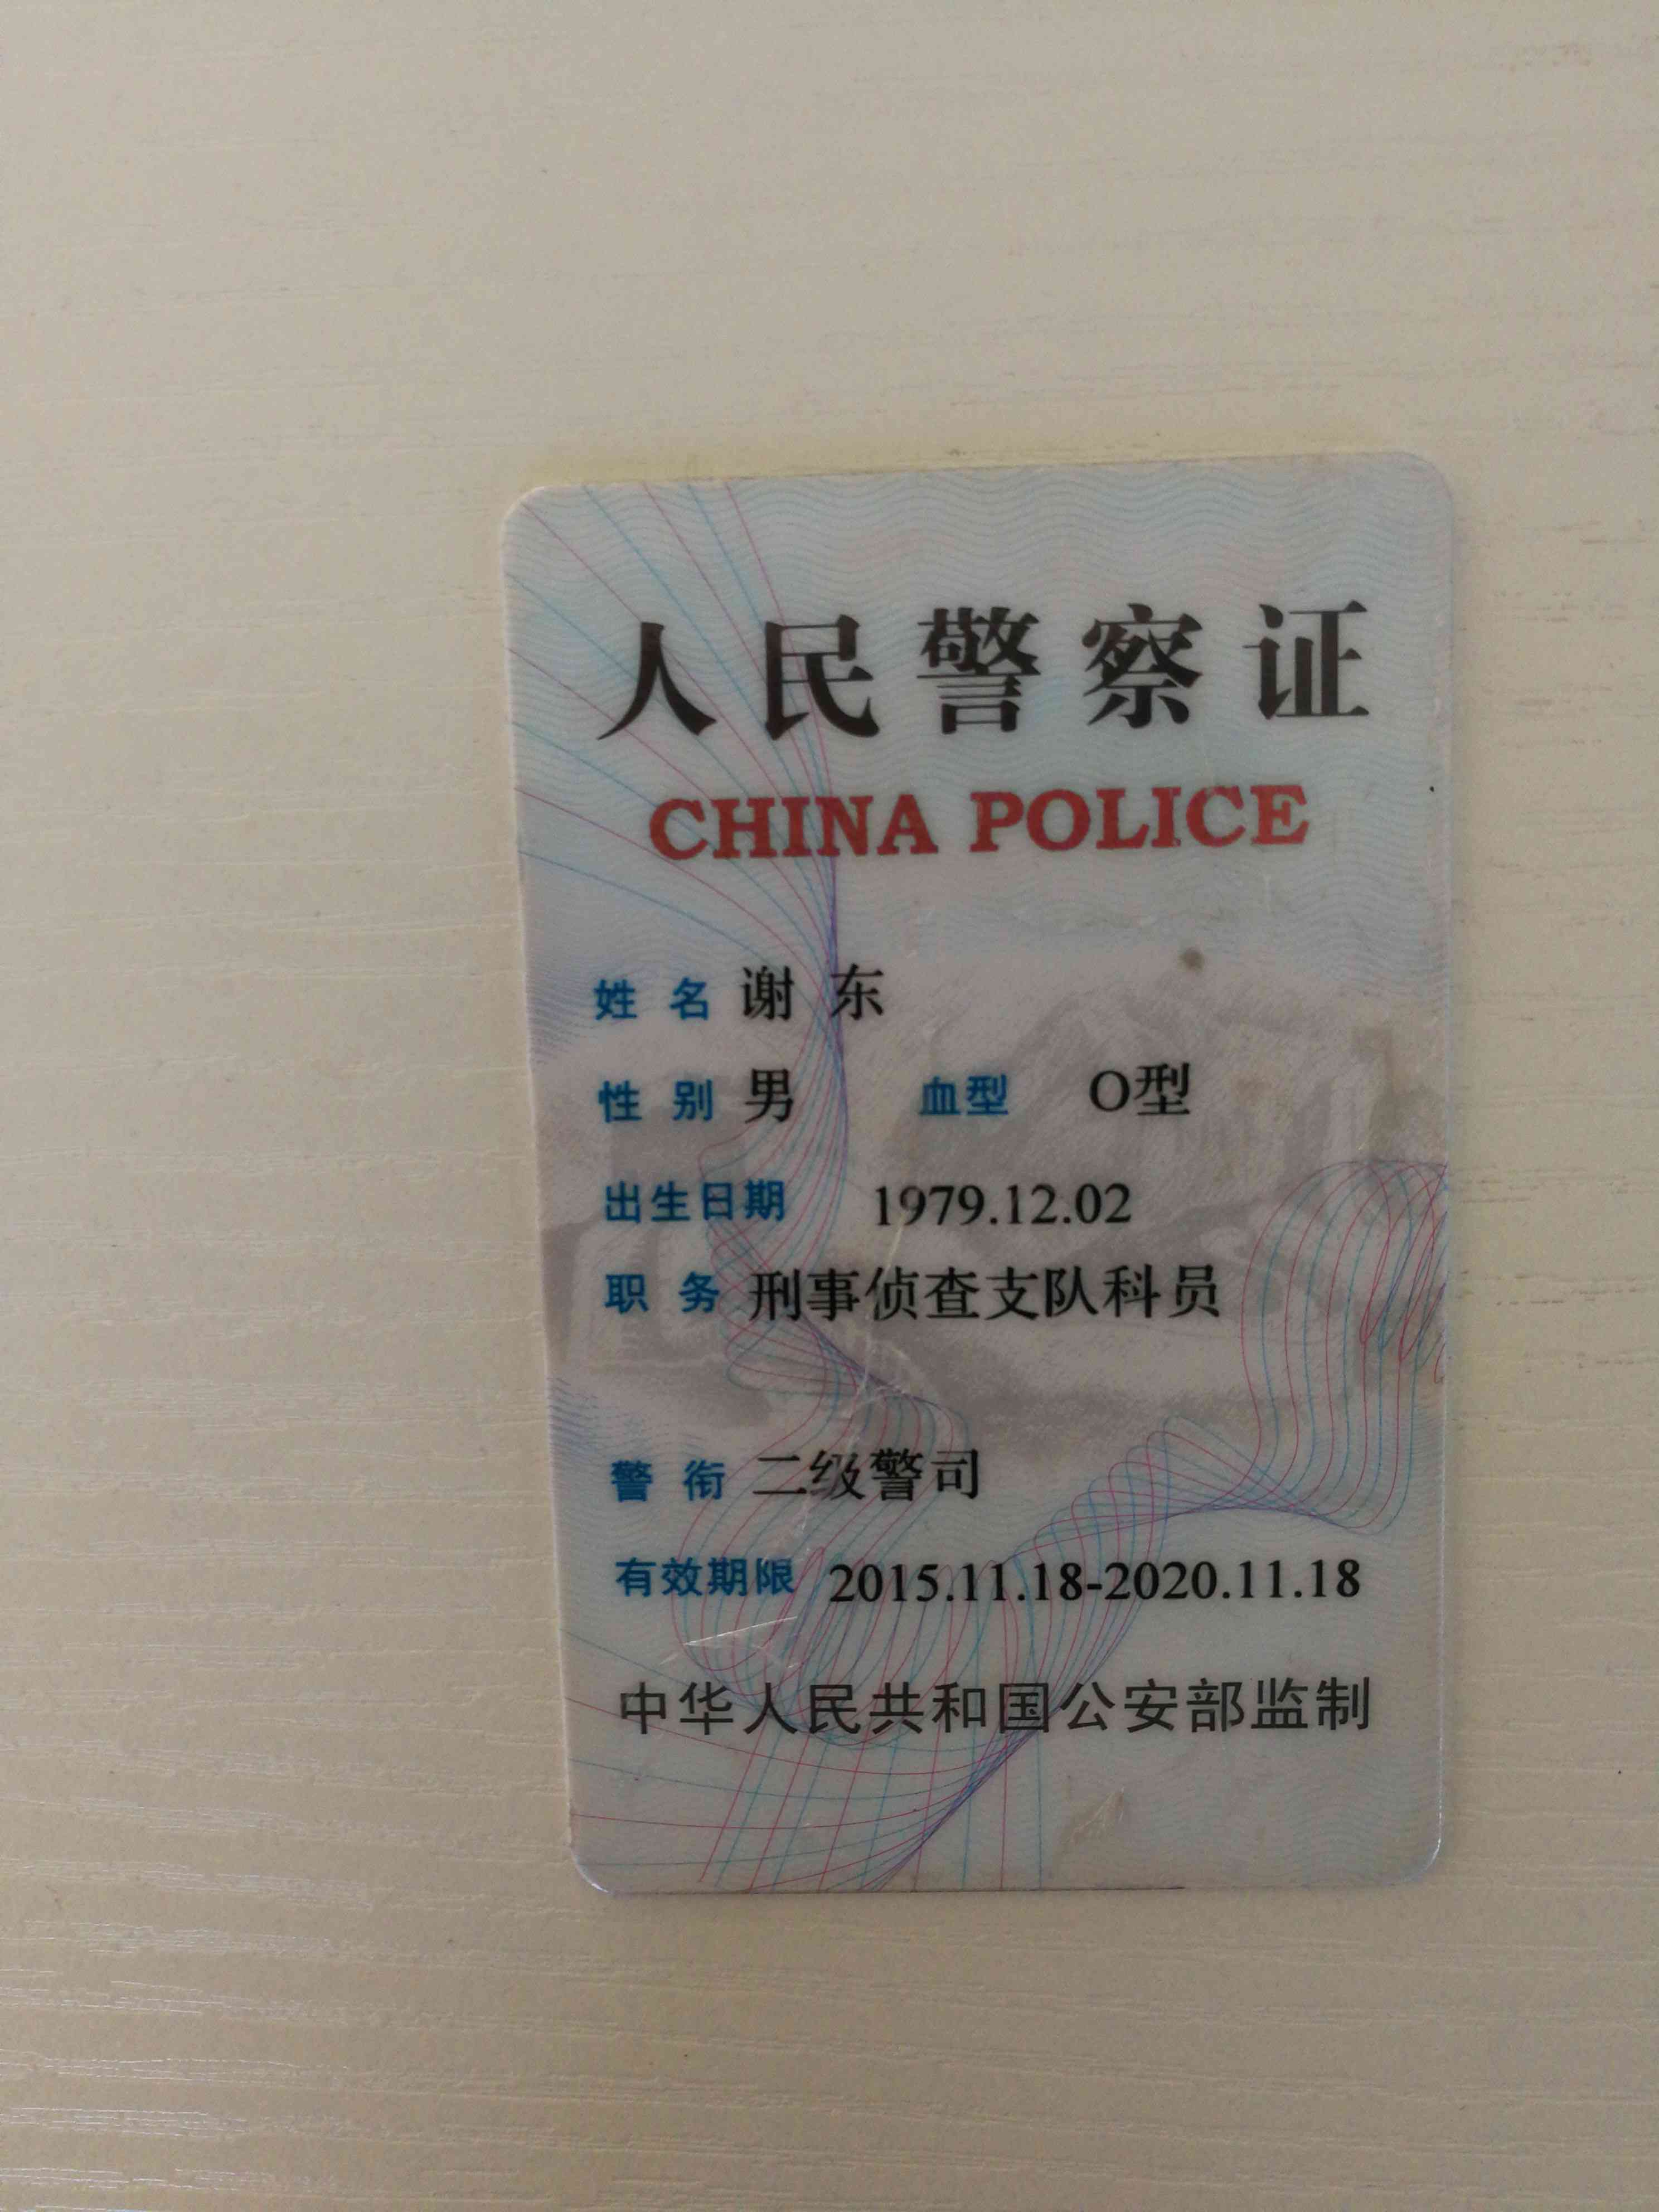 人民警察证
CHINA POLICE
姓 名 谢 东
性 别 男 血型 O型
出生日期 1979.12.02
职 务 刑事侦查支队科员
警 衔 二级警司
有效期限 2015.11.18-2020.11.18
中华人民共和国公安部监制